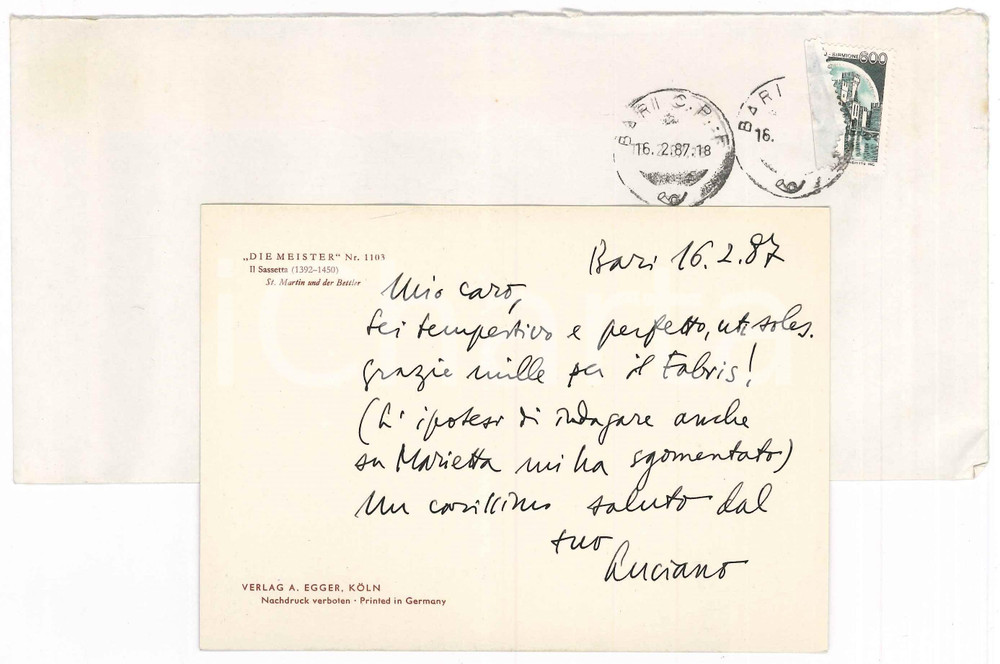 600
BARI C.P.
16.2.87.18
BARI
16.
„DIE MEISTER“ Nr. 1103
Il Sassetta (1392–1450)
St. Martin und der Bettler
Bari 16.2.87
Mio caro,
sei tempestivo e perfetto, uti soles.
grazie mille per il Fabris!
(L'ipotesi di indagare anche
su Marietta mi ha sgomentato)
Un carissimo saluto dal
tuo
Luciano
VERLAG A. EGGER, KÖLN
Nachdruck verboten · Printed in Germany